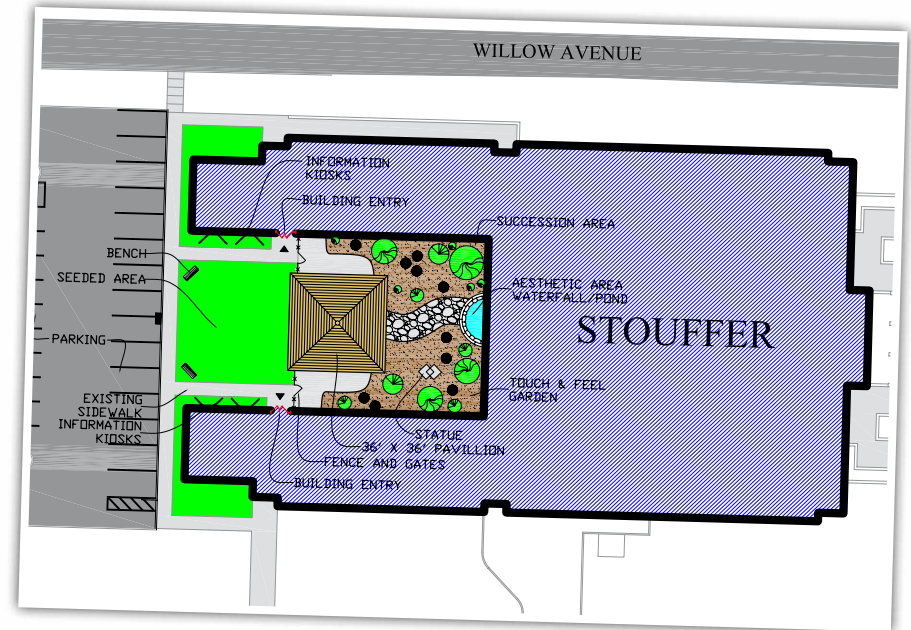 WILLOW AVENUE
INFORMATION
KIOSKS
BUILDING ENTRY
SUCCESSION AREA
BENCH
SEEDED AREA
AESTHETIC AREA
WATERFALL/POND
STOUFFER
PARKING
TOUCH & FEEL
GARDEN
EXISTING
SIDEWALK
INFORMATION
KIOSKS
STATUE
36' X 36' PAVILLION
FENCE AND GATES
BUILDING ENTRY